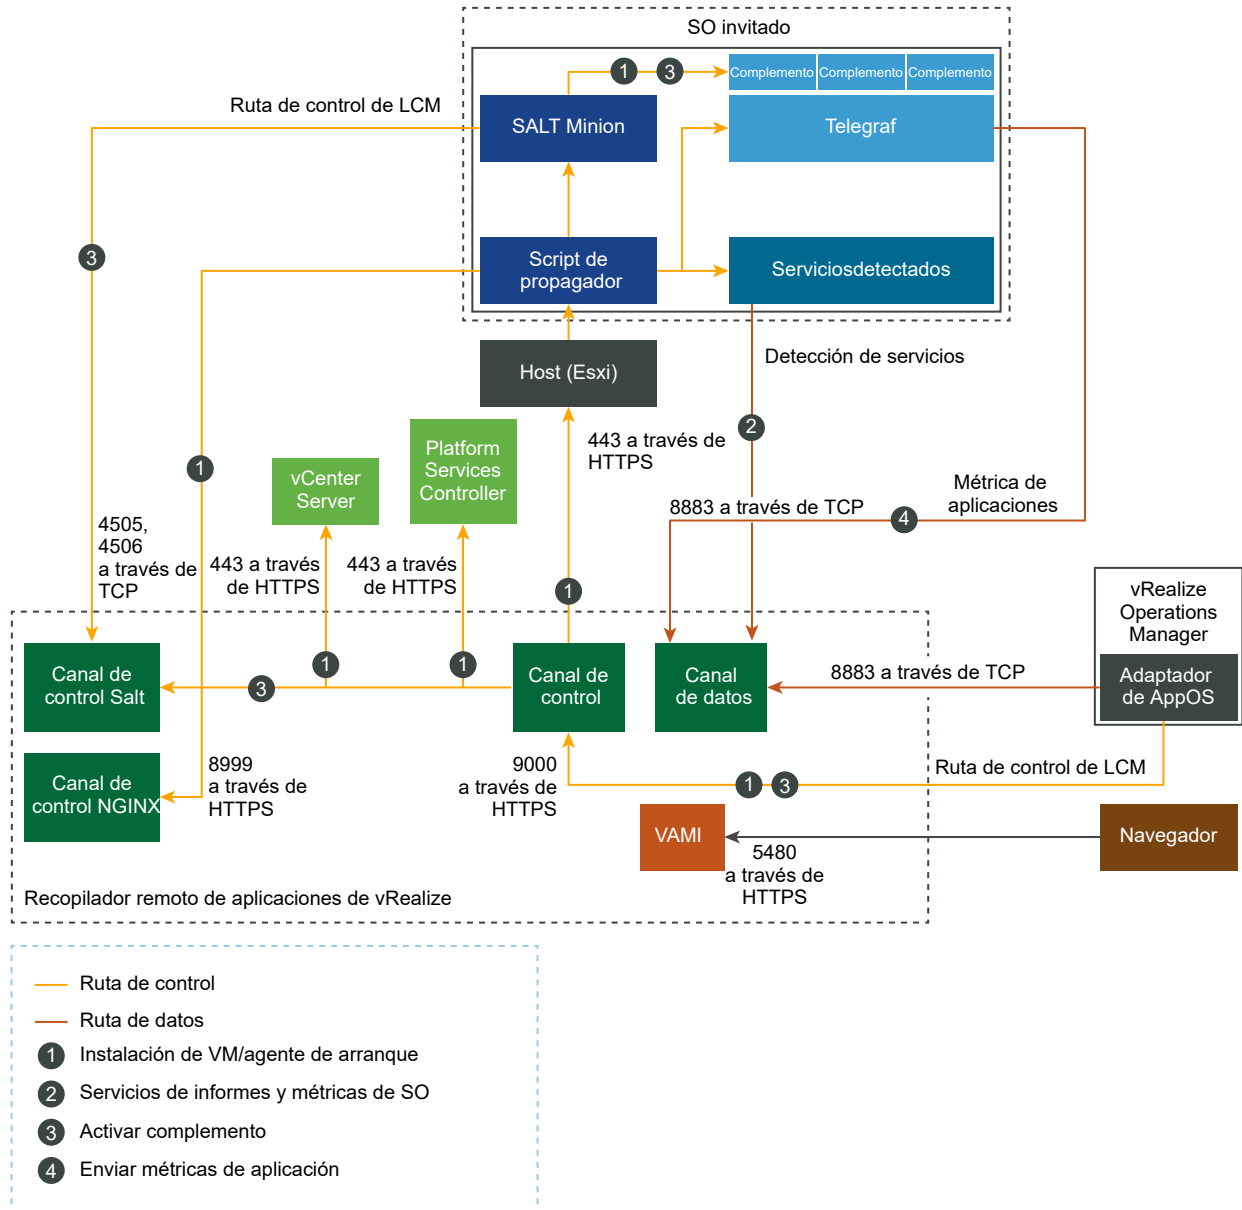 SO invitado
1
3
Complemento
Complemento
Complemento
Ruta de control de LCM
SALT Minion
Telegraf
3
Script de
propagador
Serviciosdetectados
Detección de servicios
Host (Esxi)
2
443 a través de
HTTPS
Platform
Services
Controller
1
vCenter
Server
Métrica de
aplicaciones
8883 a través de TCP
4
4505,
4506
a través de
TCP
443 a través
de HTTPS
443 a través
de HTTPS
1
vRealize
Operations
Manager
Canal de
control Salt
3
1
1
Canal de
control
Canal
de datos
8883 a través de TCP
Adaptador
de AppOS
Canal de
control NGINX
8999
a través de
HTTPS
9000
a través de
HTTPS
1
3
Ruta de control de LCM
VAMI
5480
a través de
HTTPS
Navegador
Recopilador remoto de aplicaciones de vRealize
Ruta de control
Ruta de datos
1 Instalación de VM/agente de arranque
2 Servicios de informes y métricas de SO
3 Activar complemento
4 Enviar métricas de aplicación